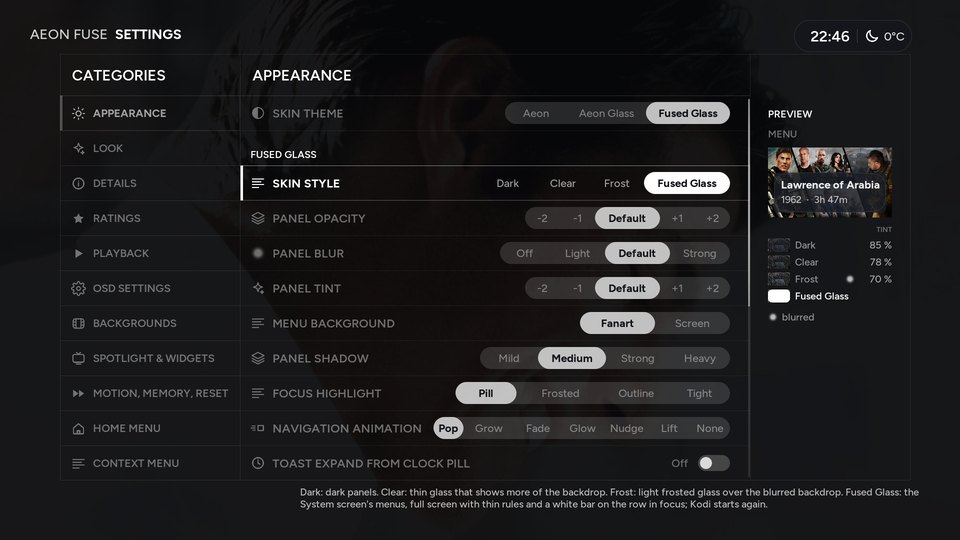 AEON FUSE SETTINGS
22:46 0°C
CATEGORIES
APPEARANCE
LOOK
DETAILS
RATINGS
PLAYBACK
OSD SETTINGS
BACKGROUNDS
SPOTLIGHT & WIDGETS
MOTION, MEMORY, RESET
HOME MENU
CONTEXT MENU
APPEARANCE
SKIN THEME Aeon Aeon Glass Fused Glass
FUSED GLASS
SKIN STYLE Dark Clear Frost Fused Glass
PANEL OPACITY -2 -1 Default +1 +2
PANEL BLUR Off Light Default Strong
PANEL TINT -2 -1 Default +1 +2
MENU BACKGROUND Fanart Screen
PANEL SHADOW Mild Medium Strong Heavy
FOCUS HIGHLIGHT Pill Frosted Outline Tight
NAVIGATION ANIMATION Pop Grow Fade Glow Nudge Lift None
TOAST EXPAND FROM CLOCK PILL Off
PREVIEW
MENU
Lawrence of Arabia
1962 · 3h 47m
TINT
Dark 85 %
Clear 78 %
Frost 70 %
Fused Glass
blurred
Dark: dark panels. Clear: thin glass that shows more of the backdrop. Frost: light frosted glass over the blurred backdrop. Fused Glass: the
System screen's menus, full screen with thin rules and a white bar on the row in focus; Kodi starts again.